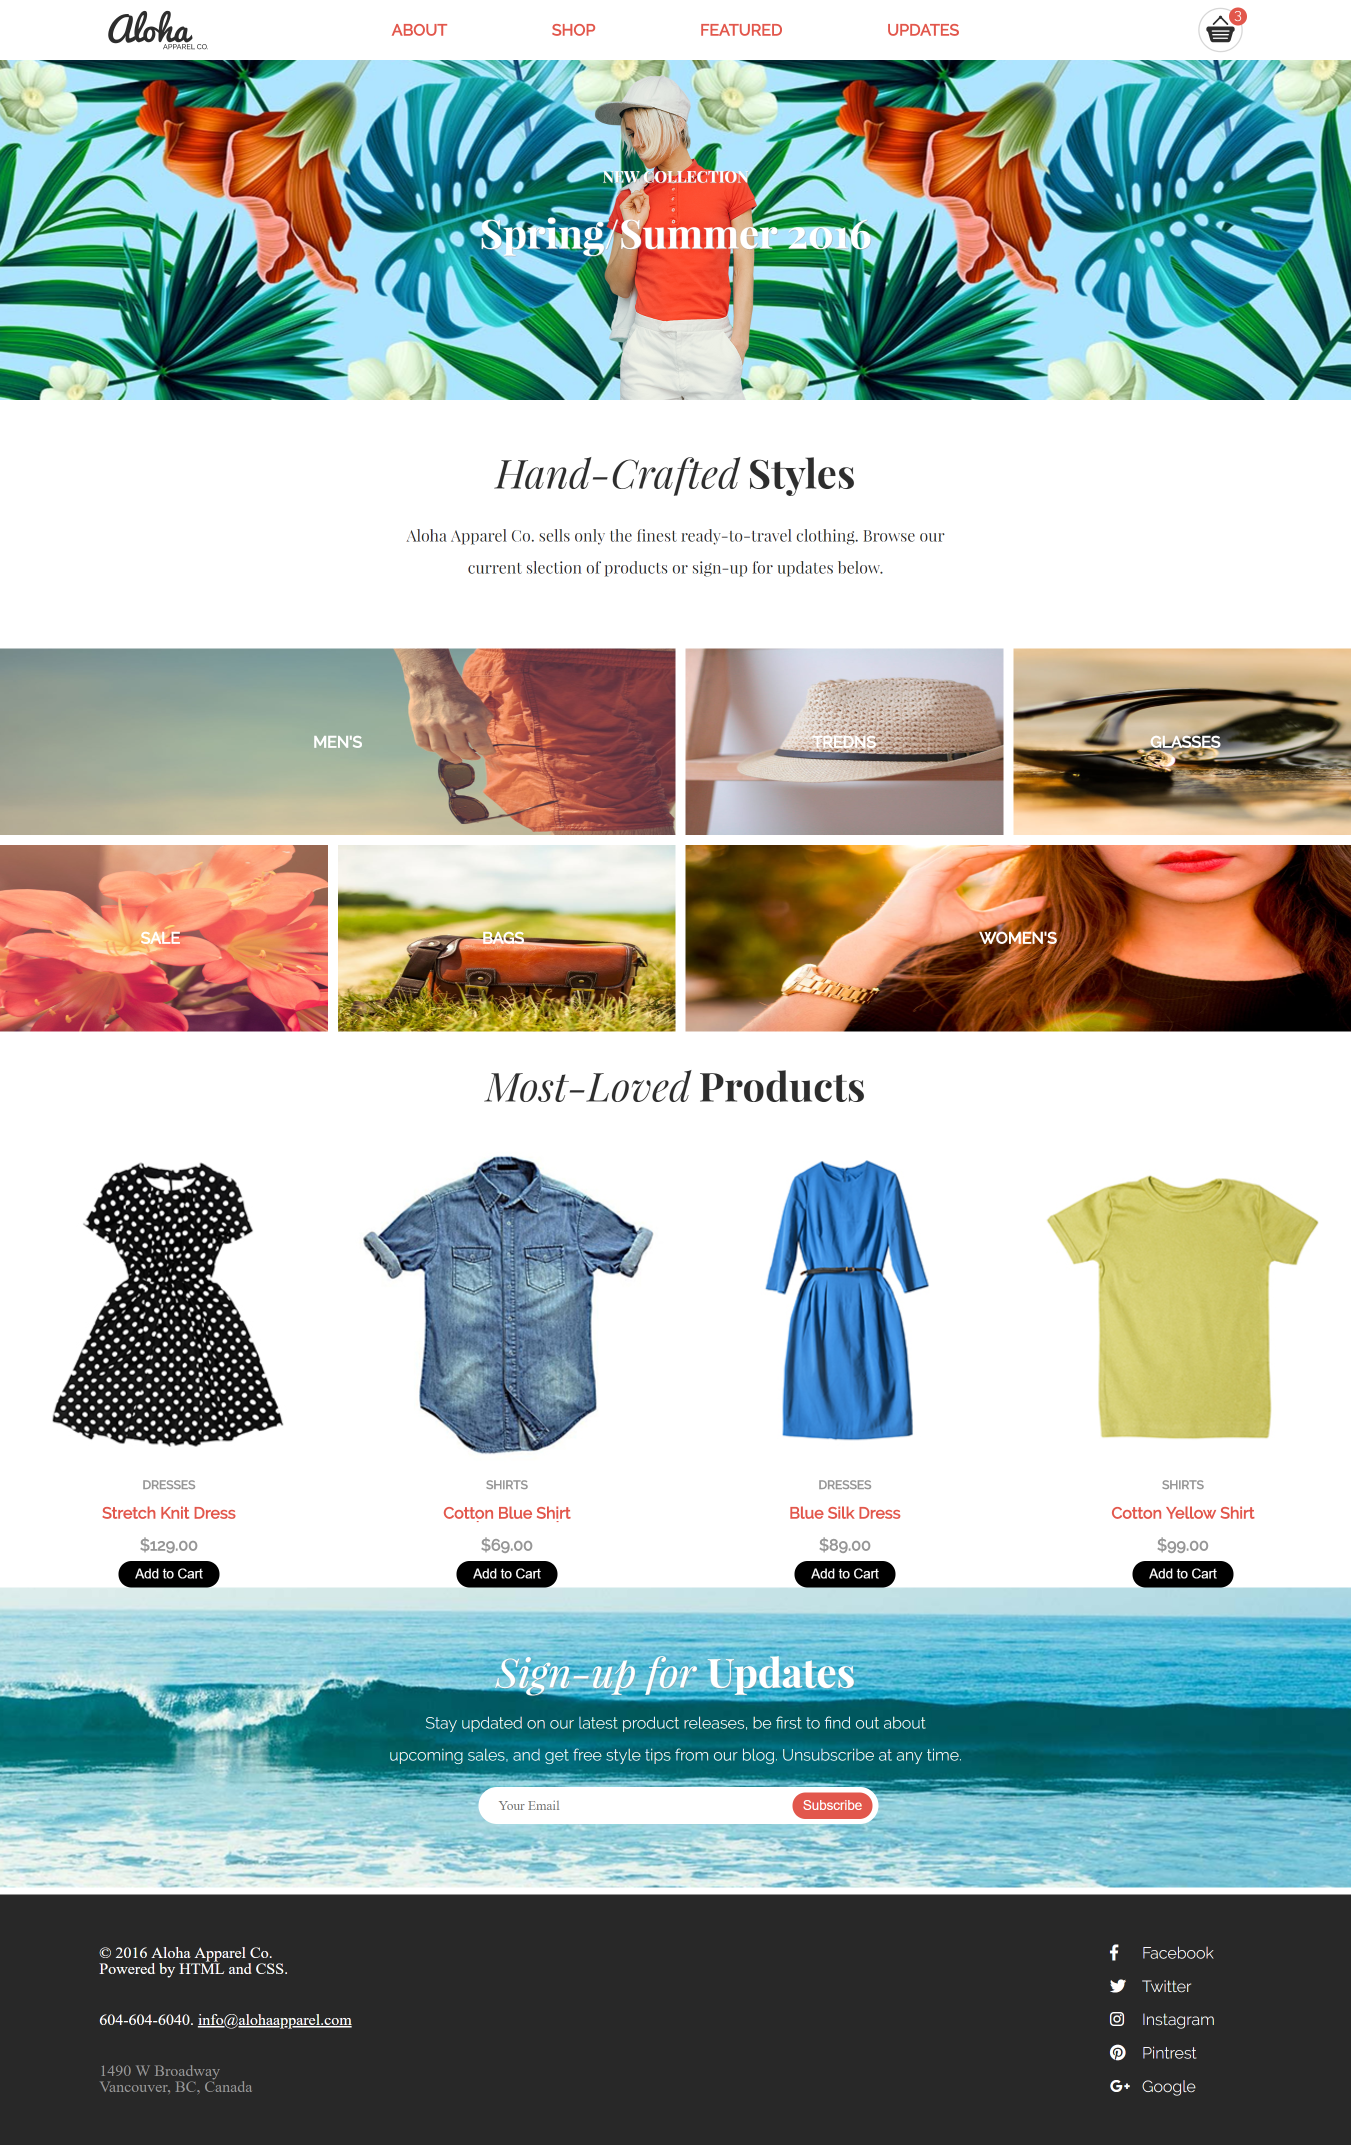 Aloha
APPAREL CO.
ABOUT
SHOP
FEATURED
UPDATES
3
NEW COLLECTION
Spring/Summer 2016
Hand-Crafted Styles
Aloha Apparel Co. sells only the finest ready-to-travel clothing. Browse our
current slection of products or sign-up for updates below.
MEN'S
TREDNS
GLASSES
SALE
BAGS
WOMEN'S
Most-Loved Products
DRESSES
Stretch Knit Dress
$129.00
Add to Cart
SHIRTS
Cotton Blue Shirt
$69.00
Add to Cart
DRESSES
Blue Silk Dress
$89.00
Add to Cart
SHIRTS
Cotton Yellow Shirt
$99.00
Add to Cart
Sign-up for Updates
Stay updated on our latest product releases, be first to find out about
upcoming sales, and get free style tips from our blog. Unsubscribe at any time.
Your Email
Subscribe
© 2016 Aloha Apparel Co.
Powered by HTML and CSS.
604-604-6040. info@alohaapparel.com
1490 W Broadway
Vancouver, BC, Canada
Facebook
Twitter
Instagram
Pintrest
Google